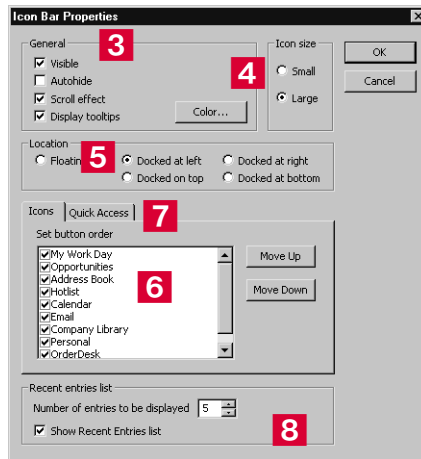 Icon Bar Properties
General
3
Visible
Autohide
Scroll effect
Display tooltips
Color...
Icon size
4
Small
Large
OK
Cancel
Location
5
Floatin
Docked at left
Docked at right
Docked on top
Docked at bottom
Icons
Quick Access
7
Set button order
My Work Day
Opportunities
Address Book
Hotlist
Calendar
Email
Company Library
Personal
OrderDesk
6
Move Up
Move Down
Recent entries list
Number of entries to be displayed 5
Show Recent Entries list
8